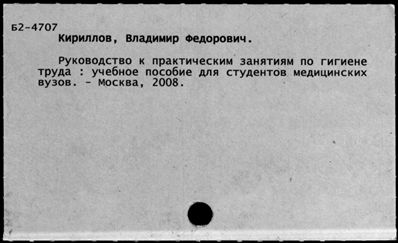 Б2-4707
Кириллов, Владимир Федорович.
Руководство к практическим занятиям по гигиене
труда : учебное пособие для студентов медицинских
вузов. - Москва, 2008.